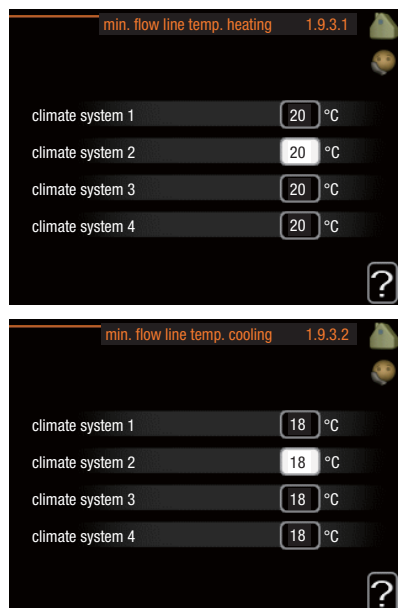 min. flow line temp. heating 1.9.3.1
climate system 1 20 °C
climate system 2 20 °C
climate system 3 20 °C
climate system 4 20 °C
?
min. flow line temp. cooling 1.9.3.2
climate system 1 18 °C
climate system 2 18 °C
climate system 3 18 °C
climate system 4 18 °C
?